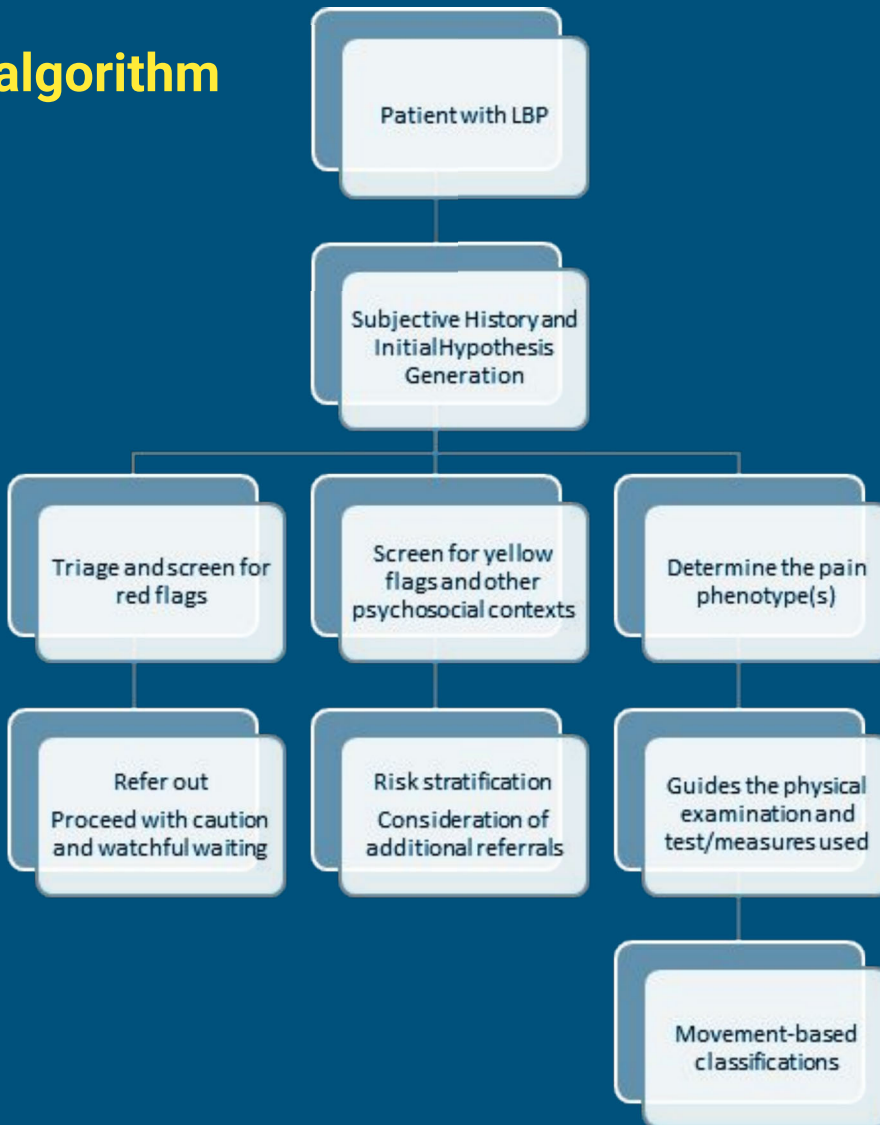 algorithm
Patient with LBP
Subjective History and
Initial Hypothesis
Generation
Triage and screen for
red flags
Screen for yellow
flags and other
psychosocial contexts
Determine the pain
phenotype(s)
Refer out
Proceed with caution
and watchful waiting
Risk stratification
Consideration of
additional referrals
Guides the physical
examination and
test/measures used
Movement-based
classifications